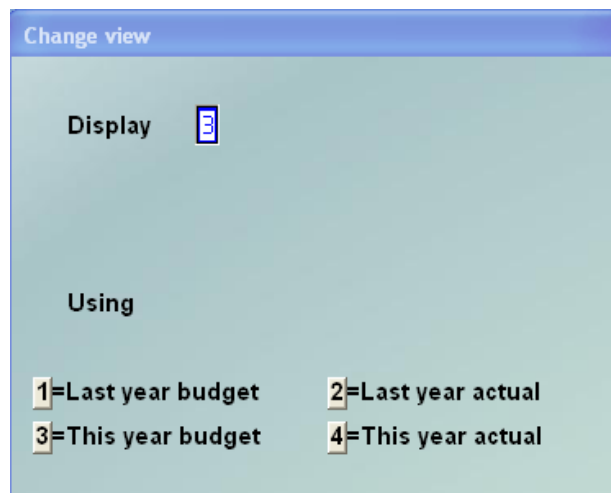 Change view
Display 3
Using
1=Last year budget 2=Last year actual
3=This year budget 4=This year actual